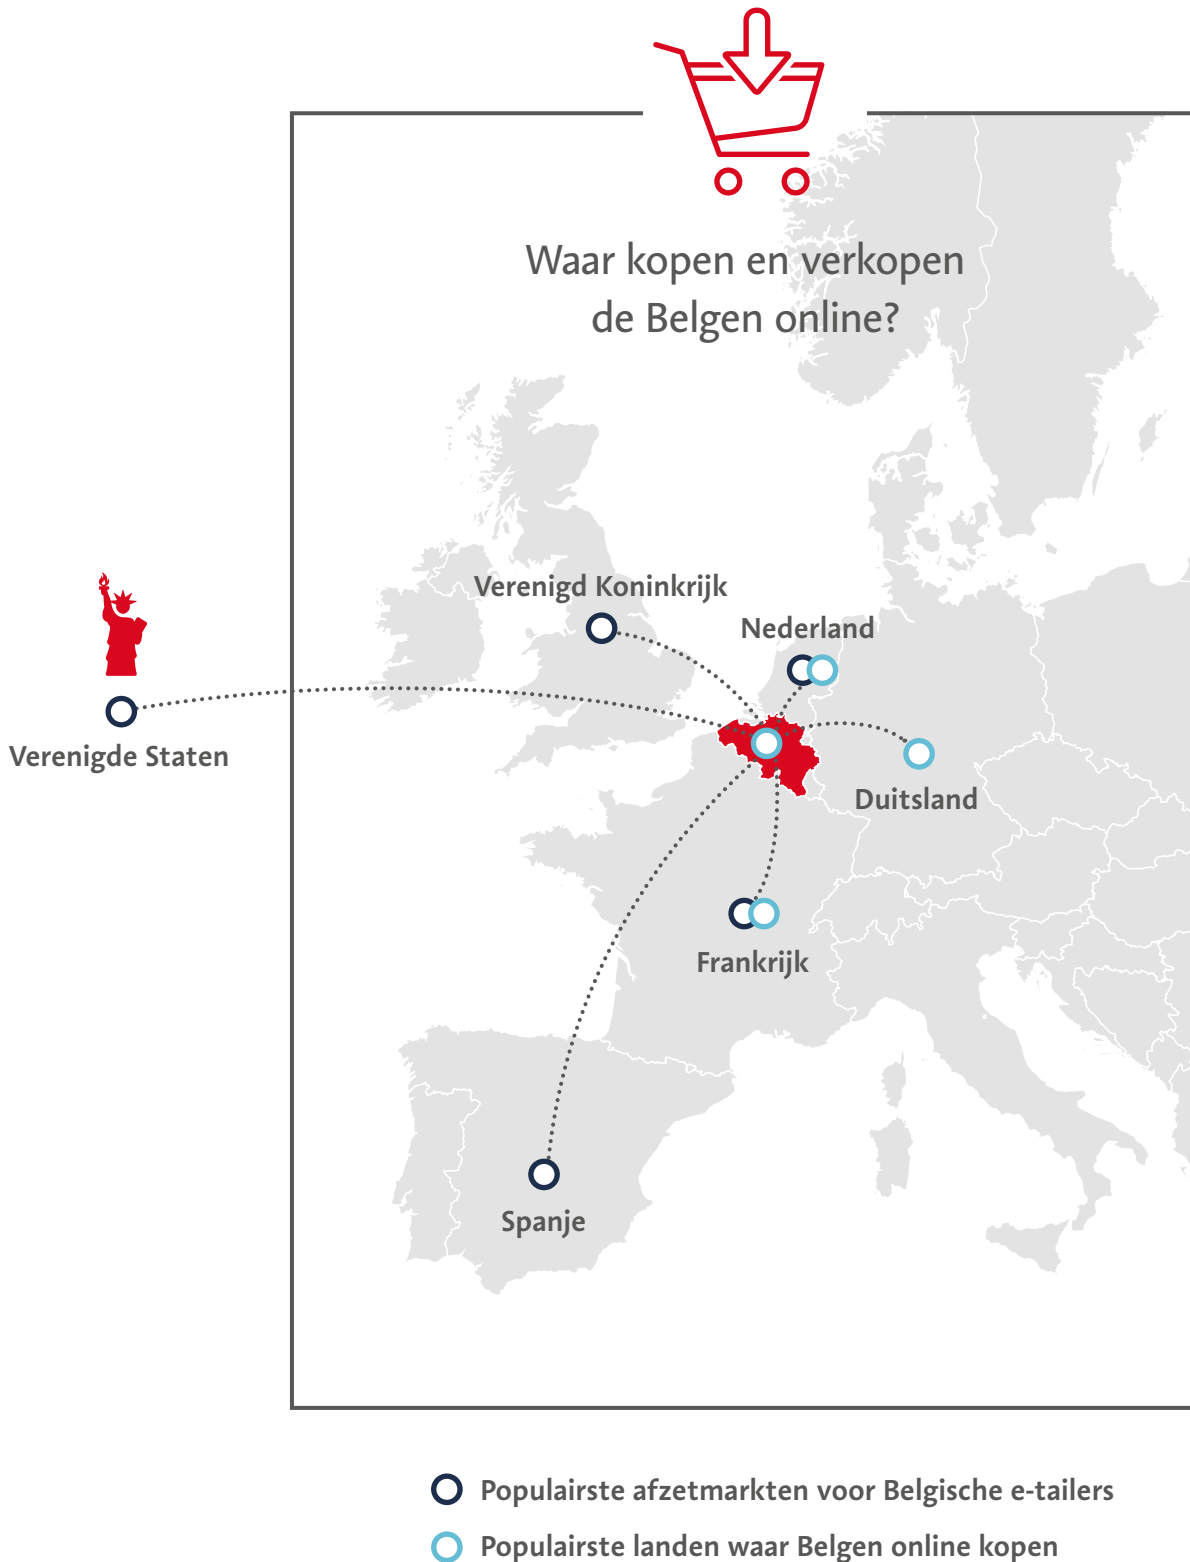 Waar kopen en verkopen
de Belgen online?
Verenigd Koninkrijk
Nederland
Verenigde Staten
Duitsland
Frankrijk
Spanje
Populairste afzetmarkten voor Belgische e-tailers
Populairste landen waar Belgen online kopen